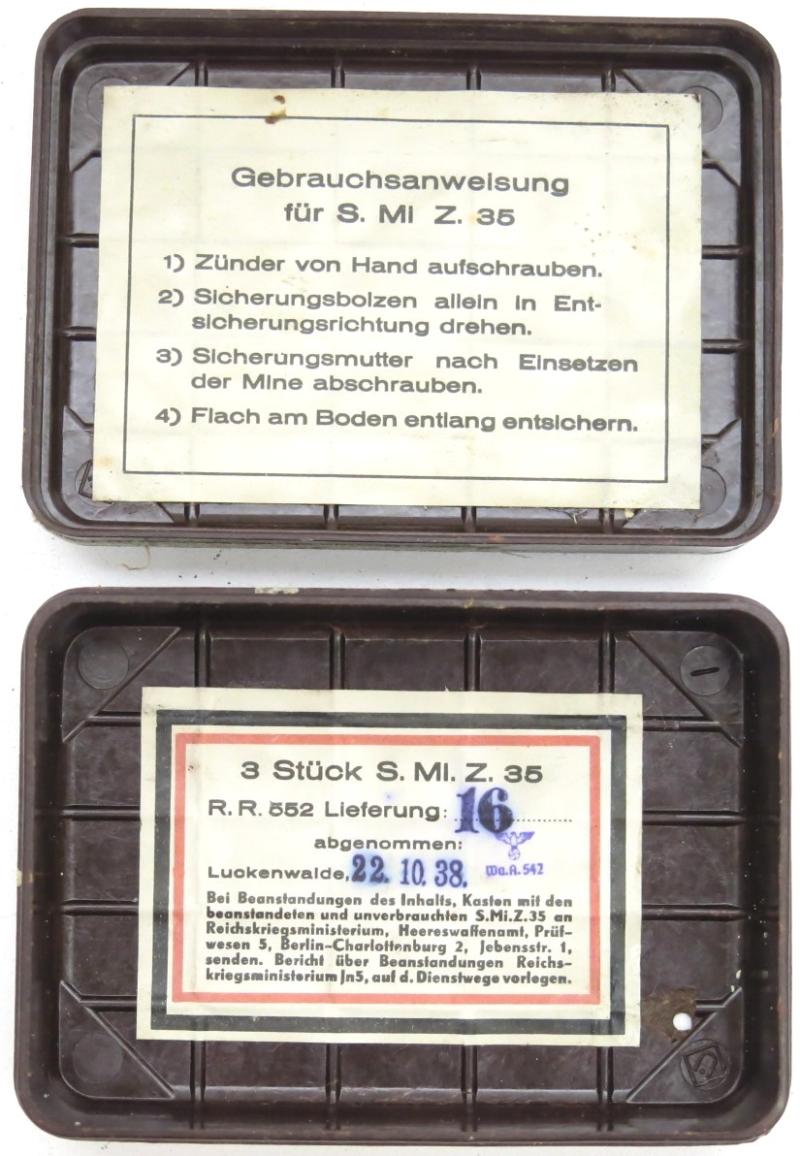 Gebrauchsanweisung
für S. Mi Z. 35
1) Zünder von Hand aufschrauben.
2) Sicherungsbolzen allein in Ent-
sicherungsrichtung drehen.
3) Sicherungsmutter nach Einsetzen
der Mine abschrauben.
4) Flach am Boden entlang entsichern.
3 Stück S. Mi. Z. 35
R. R. 552 Lieferung: 16
abgenommen:
Luckenwalde, 22. 10. 38. Wa.A. 542
Bei Beanstandungen des Inhalts, Kasten mit den
beanstandeten und unverbrauchten S.Mi.Z.35 an
Reichskriegsministerium, Heereswaffenamt, Prüf-
wesen 5, Berlin-Charlottenburg 2, Jebensstr. 1,
senden. Bericht über Beanstandungen Reichs-
kriegsministerium Jn5, auf d. Dienstwege vorlegen.